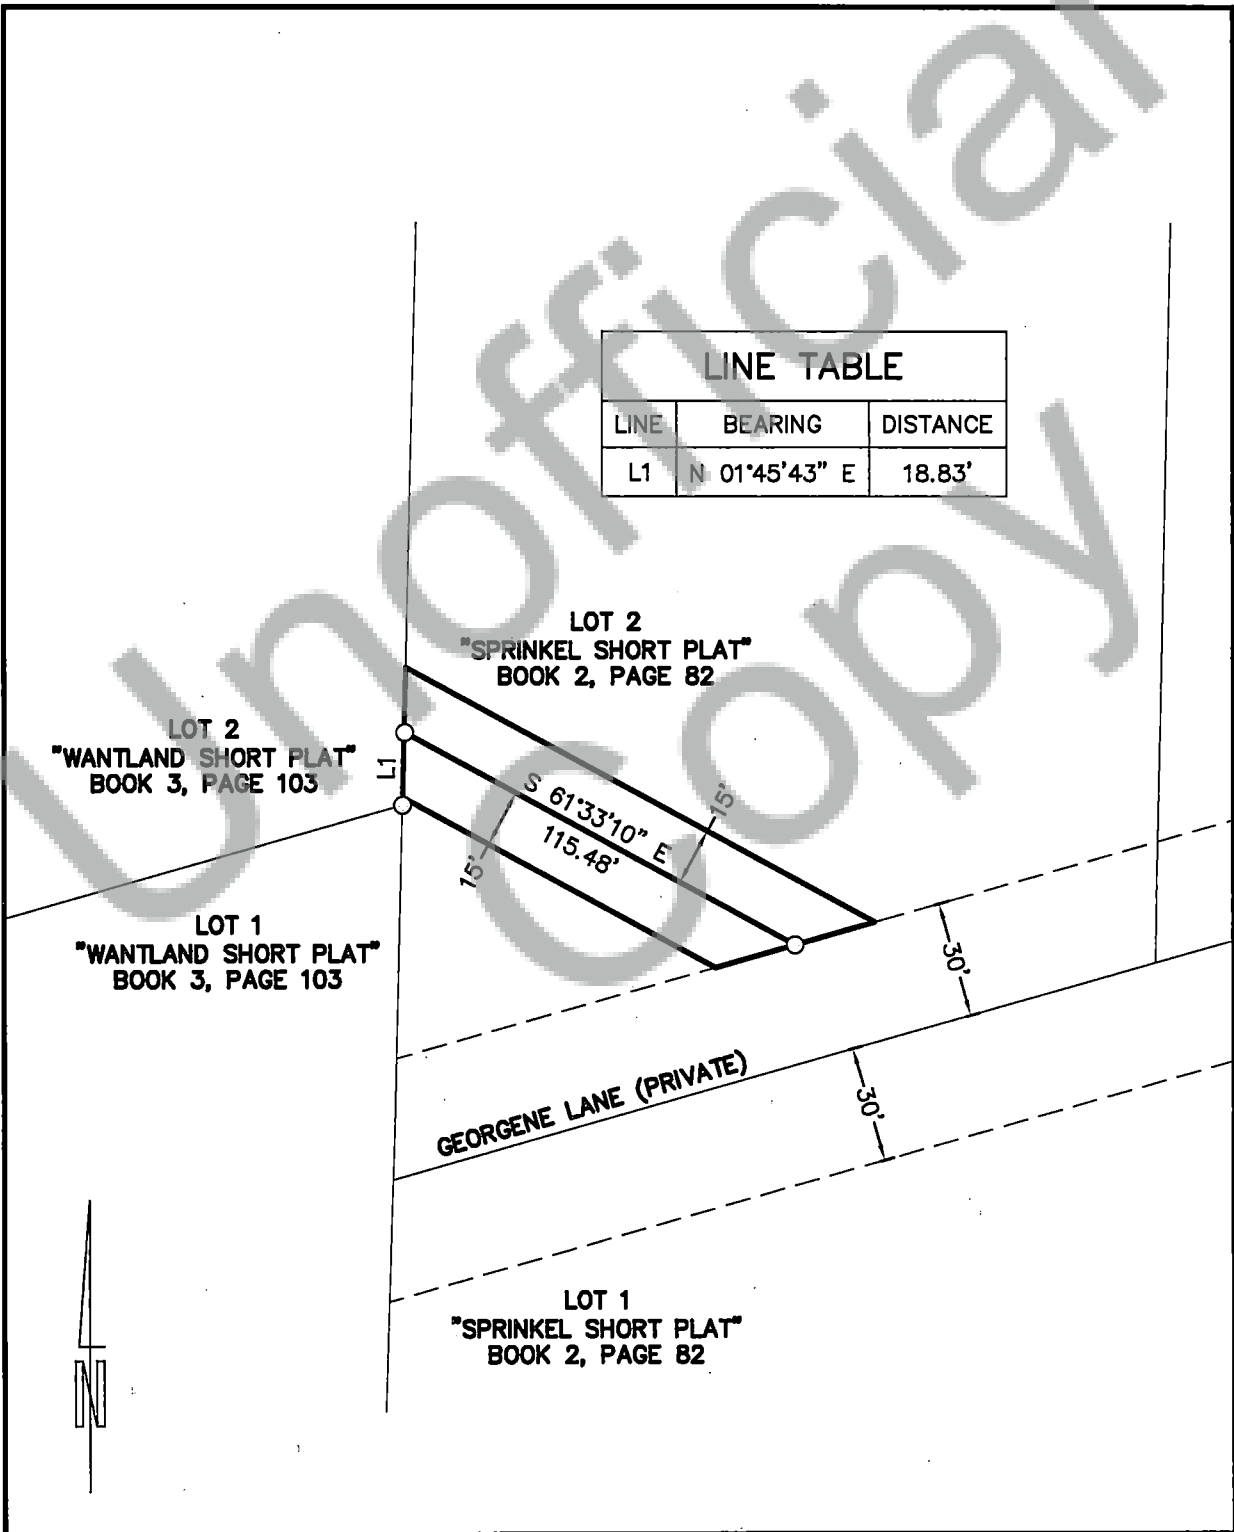 Unofficial
Copy
LINE TABLE
LINE BEARING DISTANCE
L1 N 01°45'43" E 18.83'
LOT 2
"SPRINKEL SHORT PLAT"
BOOK 2, PAGE 82
LOT 2
"WANTLAND SHORT PLAT"
BOOK 3, PAGE 103
L1
S 61°33'10" E
115.48'
15'
15'
LOT 1
"WANTLAND SHORT PLAT"
BOOK 3, PAGE 103
30'
GEORGENE LANE (PRIVATE)
30'
LOT 1
"SPRINKEL SHORT PLAT"
BOOK 2, PAGE 82
N